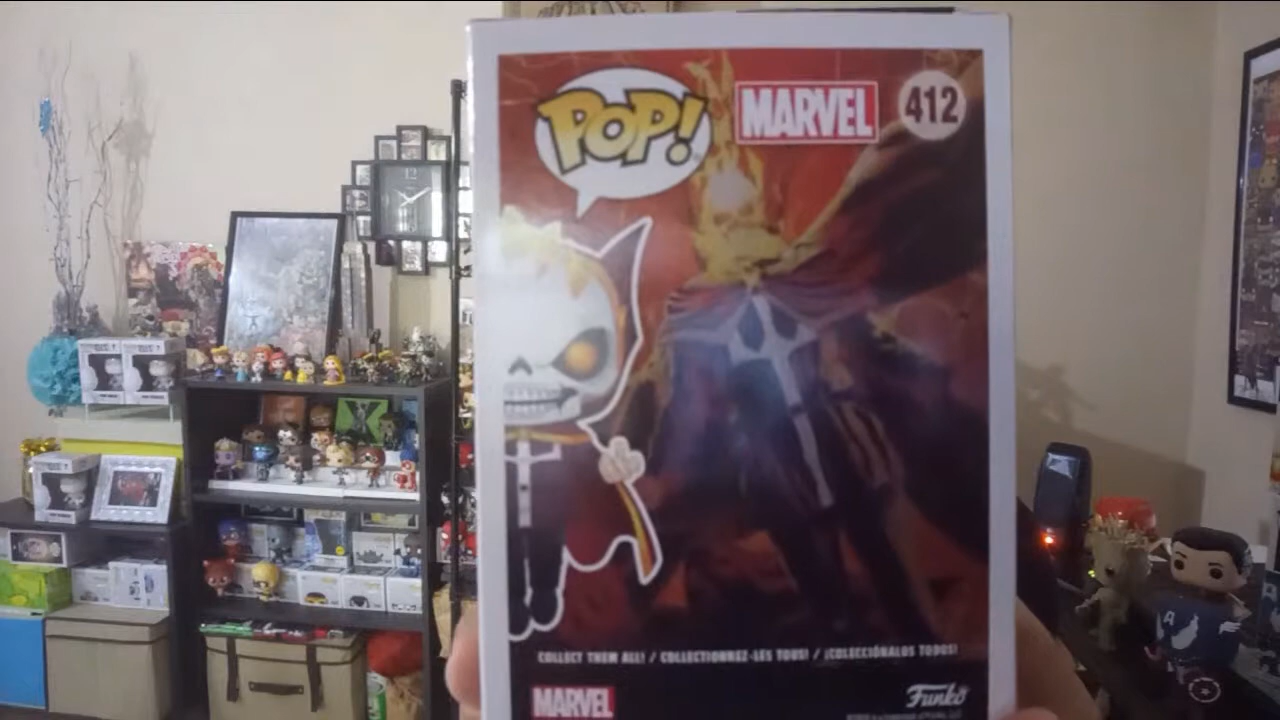 POP!
MARVEL
412
COLLECT THEM ALL! / COLLECTIONNEZ-LES TOUS! / ¡COLECCIÓNALOS TODOS!
MARVEL
Funko